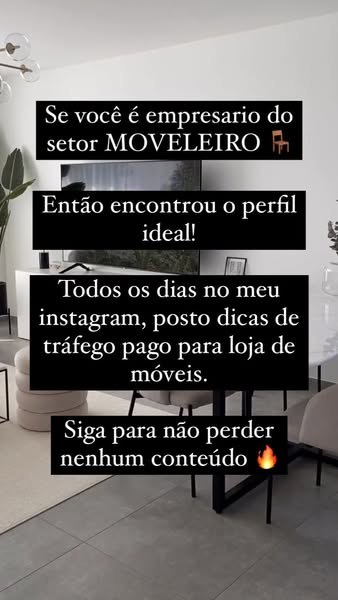 Se você é empresario do
setor MOVELEIRO 🪑
Então encontrou o perfil
ideal!
Todos os dias no meu
instagram, posto dicas de
tráfego pago para loja de
móveis.
Siga para não perder
nenhum conteúdo 🔥